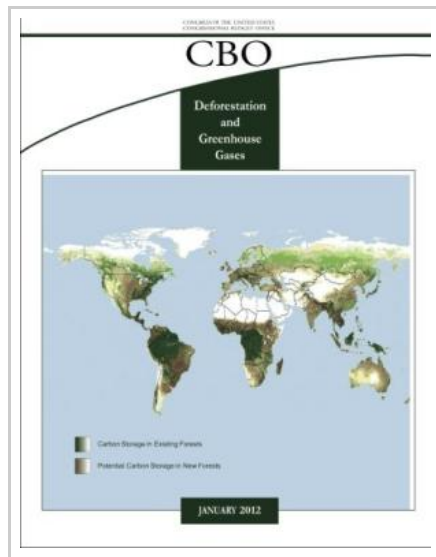 CONGRESS OF THE UNITED STATES
CONGRESSIONAL BUDGET OFFICE
CBO
Deforestation
and
Greenhouse
Gases
Carbon Storage in Existing Forests
Potential Carbon Storage in New Forests
JANUARY 2012